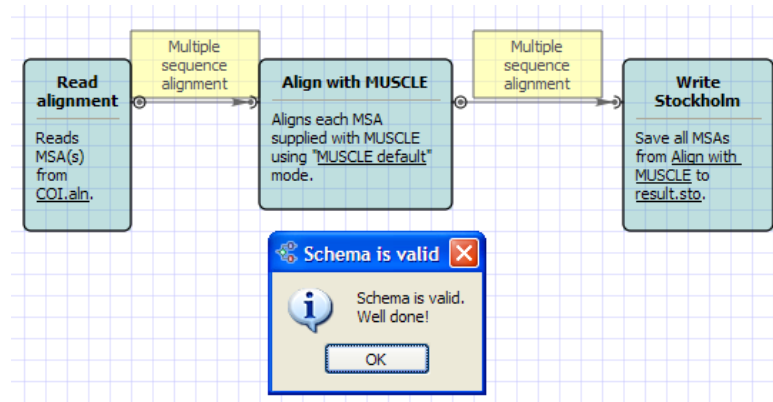 Multiple
sequence
alignment
Multiple
sequence
alignment
Read
alignment
Reads
MSA(s)
from
COI.aln.
Align with MUSCLE
Aligns each MSA
supplied with MUSCLE
using "MUSCLE default"
mode.
Write
Stockholm
Save all MSAs
from Align with
MUSCLE to
result.sto.
Schema is valid
Schema is valid.
Well done!
OK